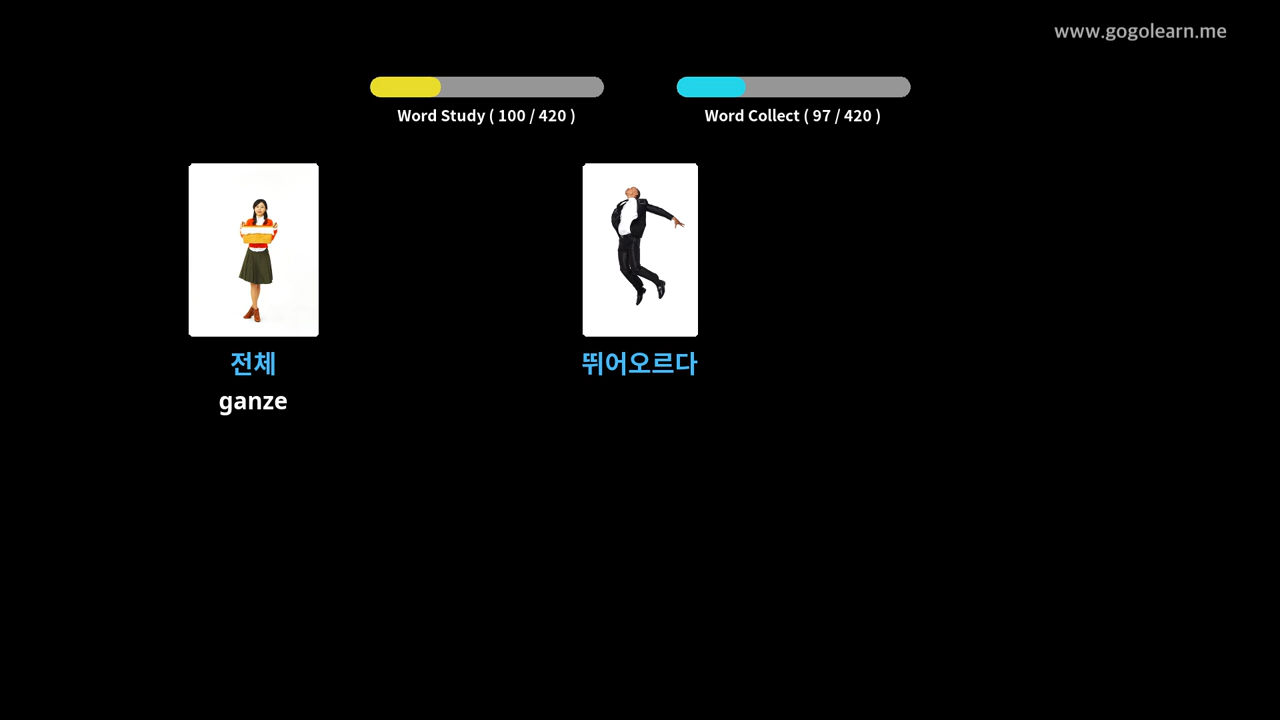 www.gogolearn.me
Word Study ( 100 / 420 )
Word Collect ( 97 / 420 )
전체
뛰어오르다
ganze